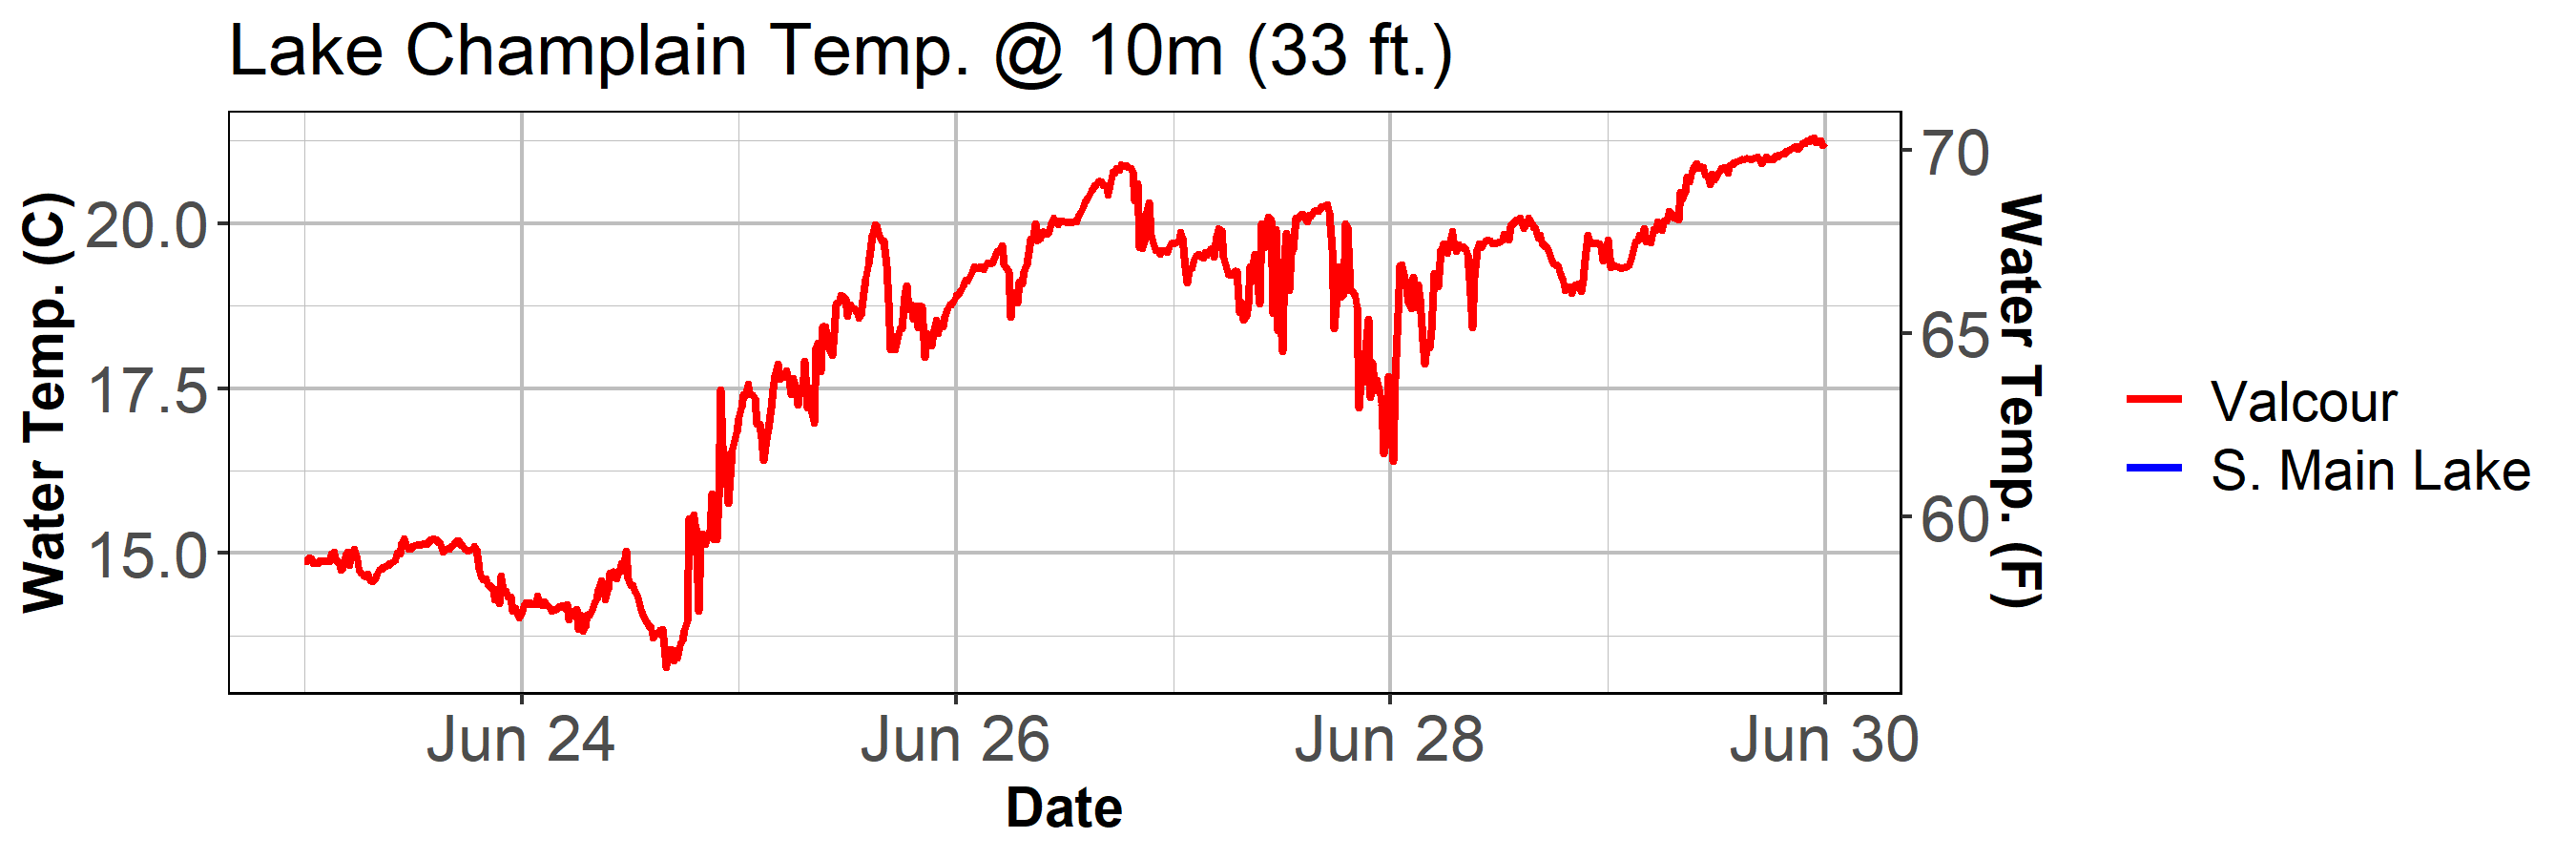 Lake Champlain Temp. @ 10m (33 ft.)
Water Temp. (C)
20.0
17.5
15.0
70
65
60
Water Temp. (F)
Jun 24
Jun 26
Jun 28
Jun 30
Date
Valcour
S. Main Lake